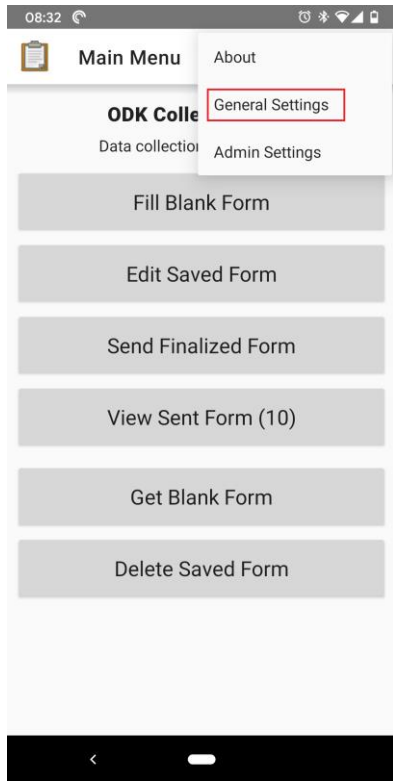 08:32
Main Menu
About
General Settings
Admin Settings
ODK Colle
Data collection
Fill Blank Form
Edit Saved Form
Send Finalized Form
View Sent Form (10)
Get Blank Form
Delete Saved Form